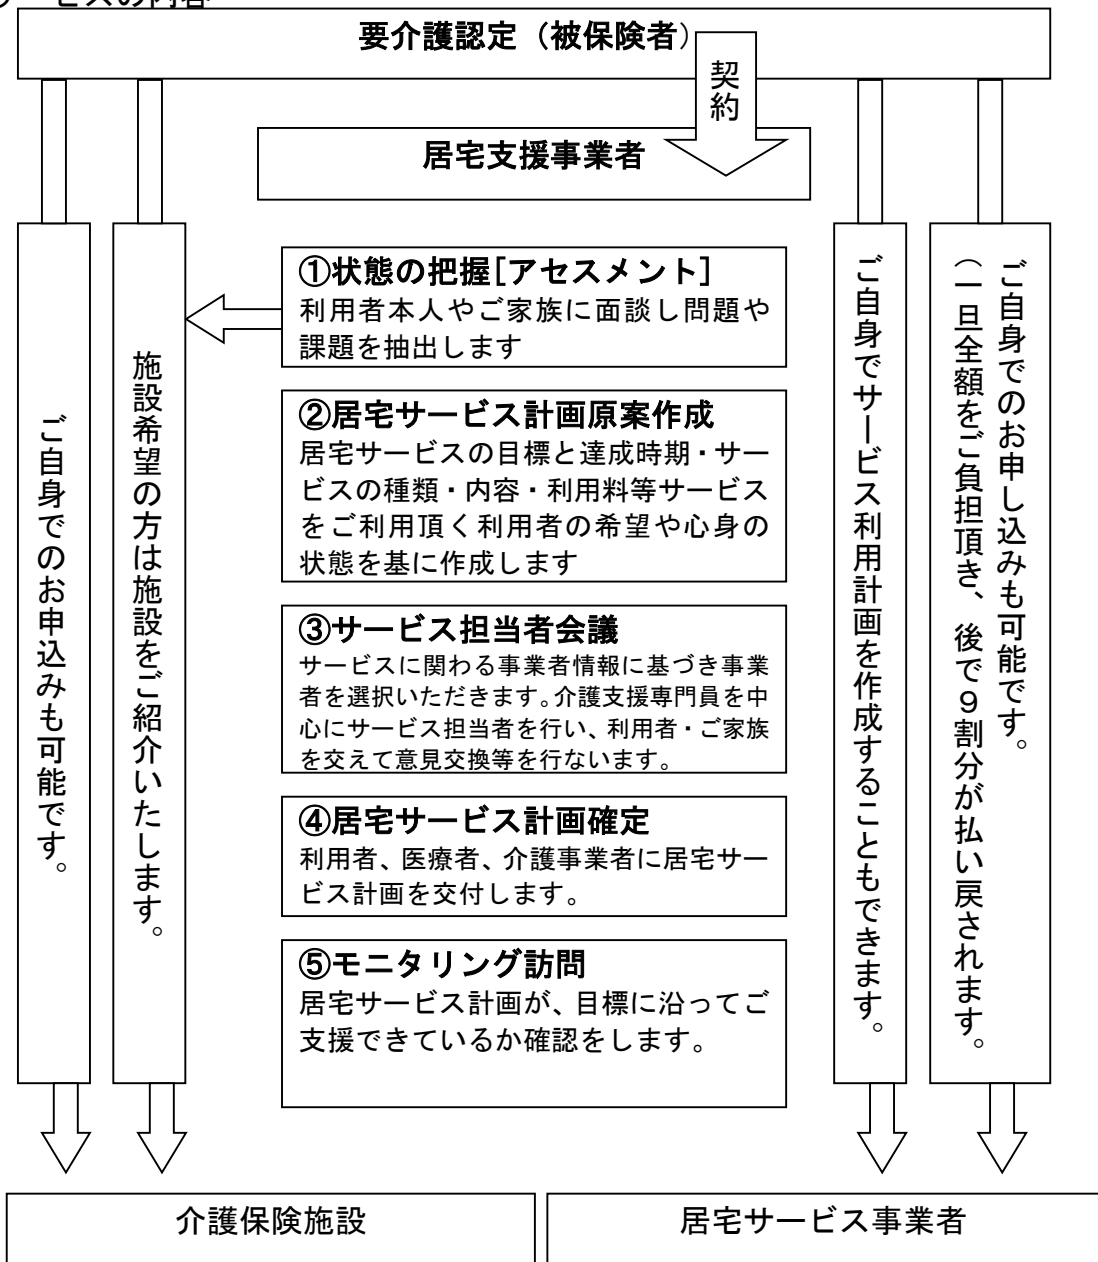 ービスの内容
要介護認定（被保険者）
契約
居宅支援事業者
①状態の把握[アセスメント]
利用者本人やご家族に面談し問題や
課題を抽出します
②居宅サービス計画原案作成
居宅サービスの目標と達成時期・サー
ビスの種類・内容・利用料等サービス
をご利用頂く利用者の希望や心身の
状態を基に作成します
③サービス担当者会議
サービスに関わる事業者情報に基づき事業
者を選択いただきます。介護支援専門員を中
心にサービス担当者を行い、利用者・ご家族
を交えて意見交換等を行ないます。
④居宅サービス計画確定
利用者、医療者、介護事業者に居宅サー
ビス計画を交付します。
⑤モニタリング訪問
居宅サービス計画が、目標に沿ってご
支援できているか確認をします。
ご自身でのお申込みも可能です。
施設希望の方は施設をご紹介いたします。
ご自身でサービス利用計画を作成することもできます。
ご自身でのお申し込みも可能です。
（一旦全額をご負担頂き、後で９割分が払い戻されます。
介護保険施設
居宅サービス事業者